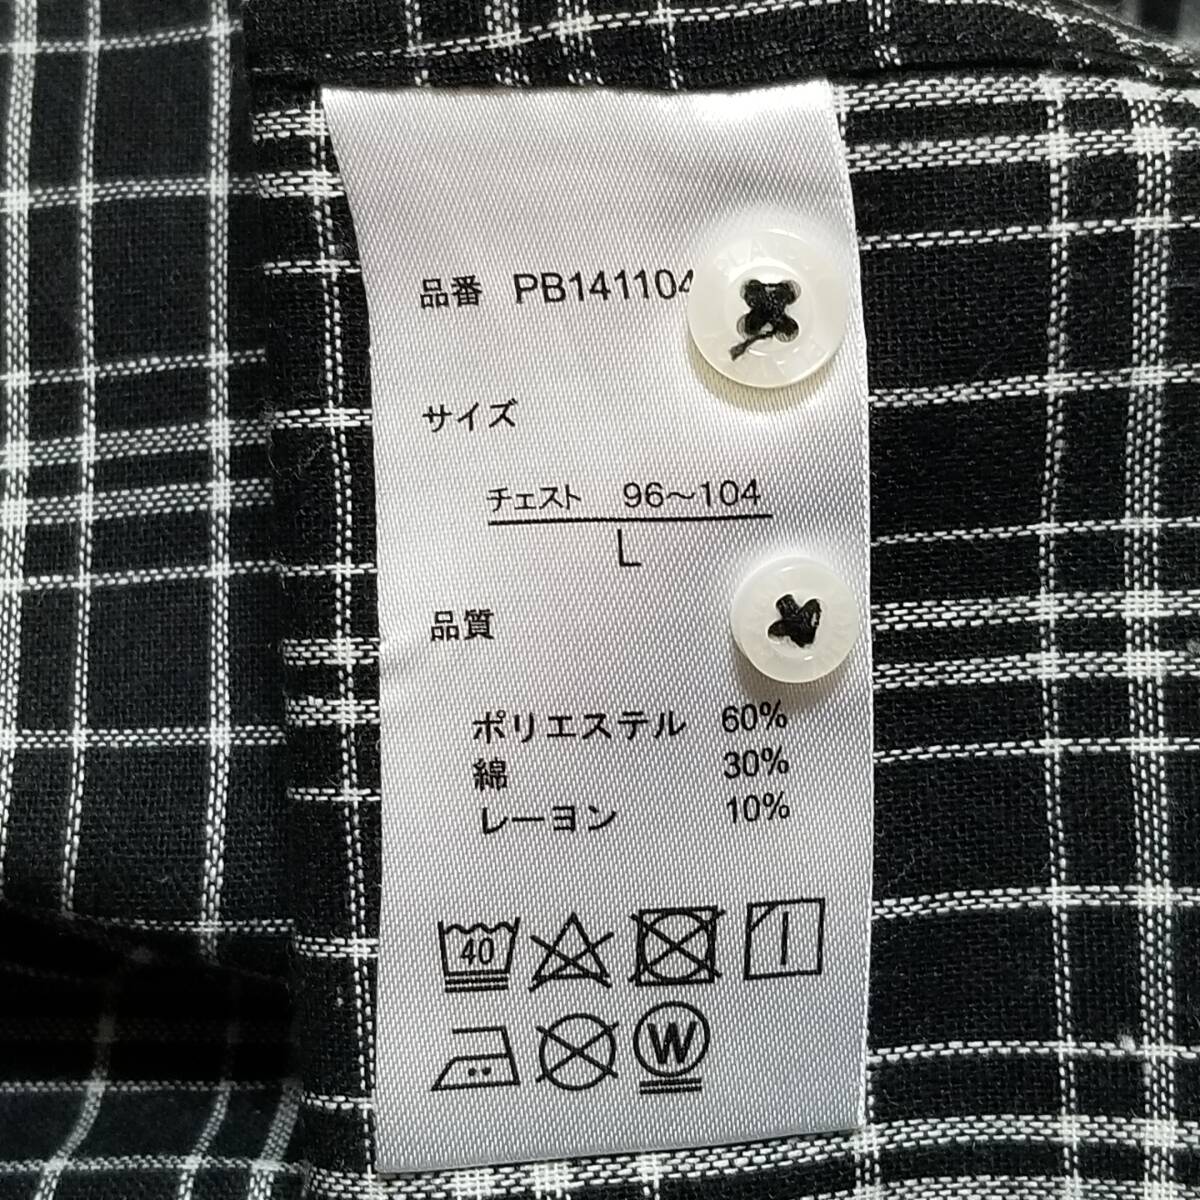 品番 PB141104
サイズ
チェスト 96～104
L
品質
ポリエステル 60%
綿 30%
レーヨン 10%
40
W